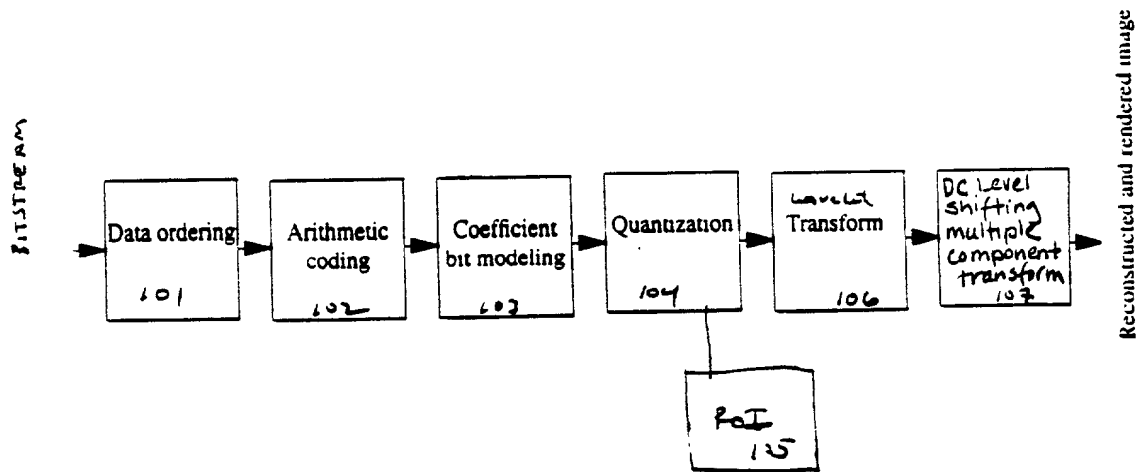 BITSTREAM
Data ordering
101
Arithmetic
coding
102
Coefficient
bit modeling
103
Quantization
104
wavelet
Transform
106
DC Level
shifting
multiple
component
transform
107
Reconstructed and rendered image
RoI
105